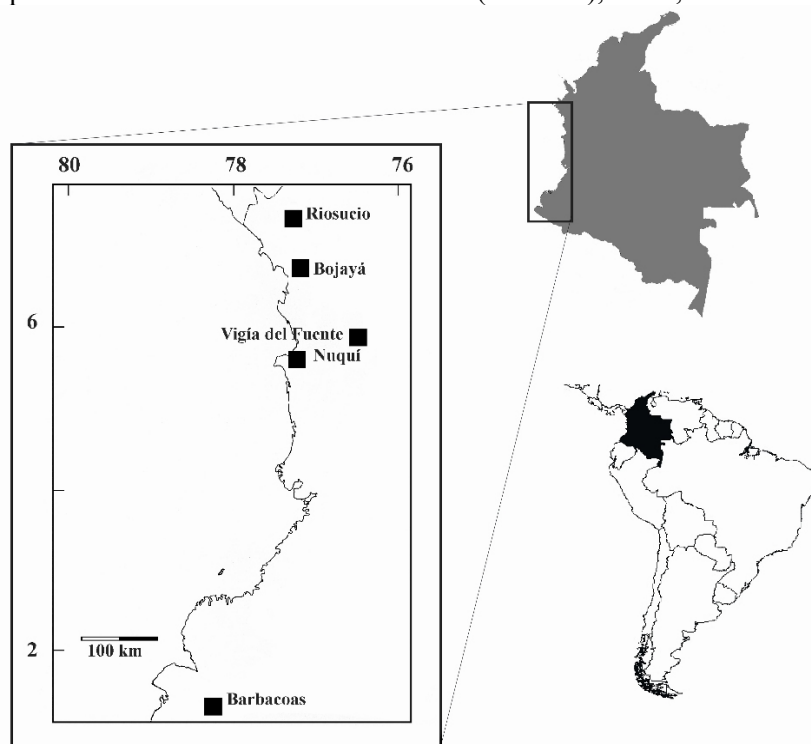 80 78 76
Riosucio
Bojayá
6
Vigía del Fuente
Nuquí
2
100 km
Barbacoas